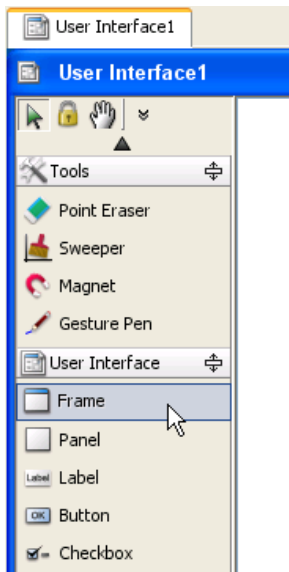 User Interface1
User Interface1
Tools
Point Eraser
Sweeper
Magnet
Gesture Pen
User Interface
Frame
Panel
Label Label
OK Button
Checkbox